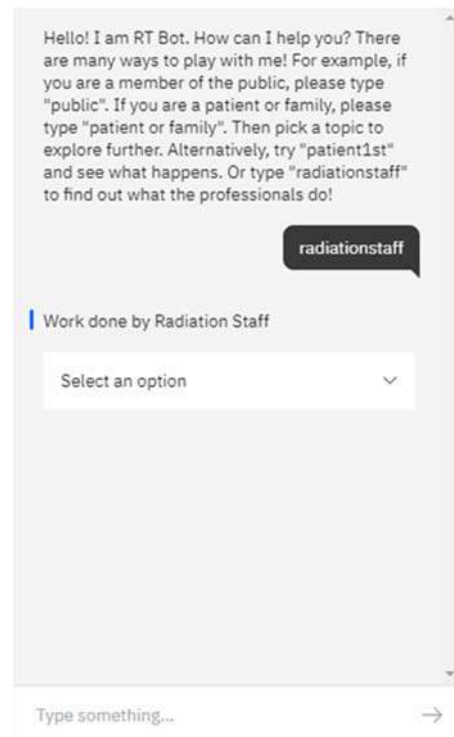 Hello! I am RT Bot. How can I help you? There
are many ways to play with me! For example, if
you are a member of the public, please type
"public". If you are a patient or family, please
type "patient or family". Then pick a topic to
explore further. Alternatively, try "patient1st"
and see what happens. Or type "radiationstaff"
to find out what the professionals do!
radiationstaff
Work done by Radiation Staff
Select an option
Type something...